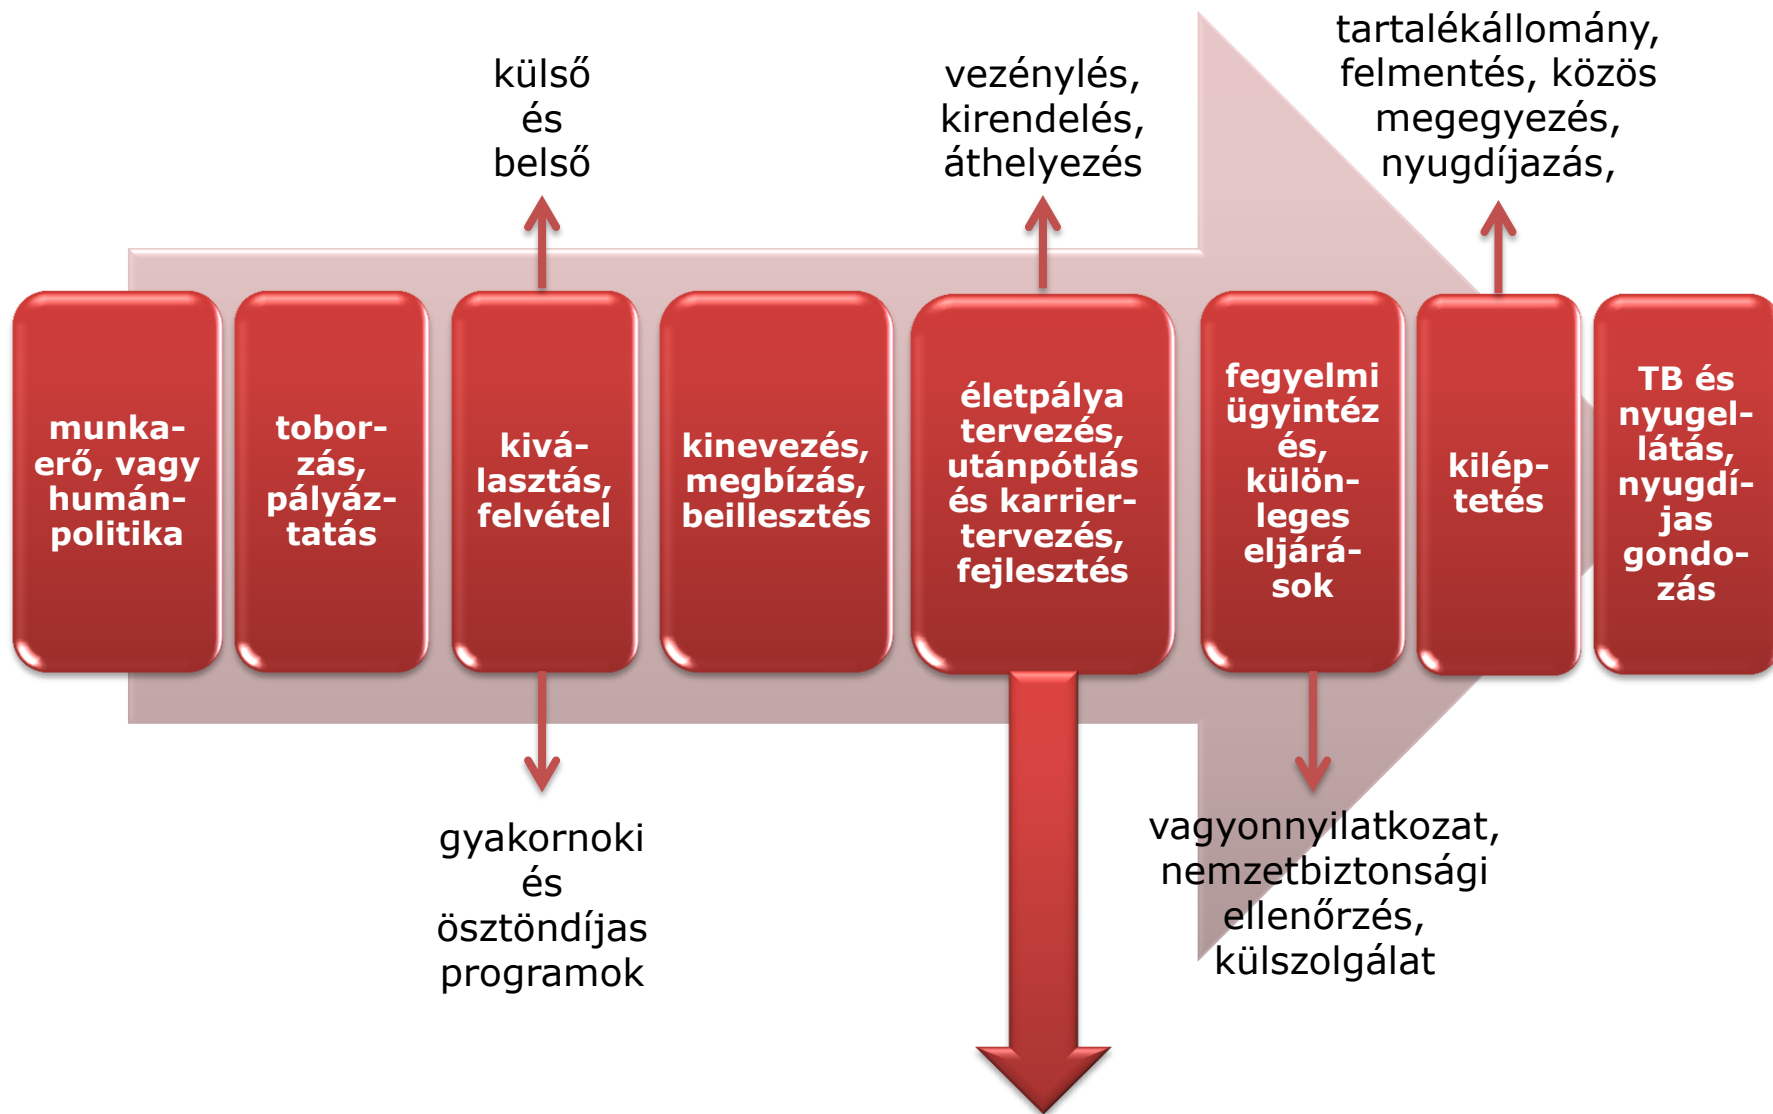 külső
és
belső
vezénylés,
kirendelés,
áthelyezés
tartalékállomány,
felmentés, közös
megegyezés,
nyugdíjazás,
munka-
erő, vagy
humán-
politika
tobor-
zás,
pályáz-
tatás
kivá-
lasztás,
felvétel
kinevezés,
megbízás,
beillesztés
életpálya
tervezés,
utánpótlás
és karrier-
tervezés,
fejlesztés
fegyelmi
ügyintéz
és,
külön-
leges
eljárá-
sok
kilép-
tetés
TB és
nyugel-
látás,
nyugdí-
jas
gondo-
zás
gyakornoki
és
ösztöndíjas
programok
vagyonnyilatkozat,
nemzetbiztonsági
ellenőrzés,
külszolgálat